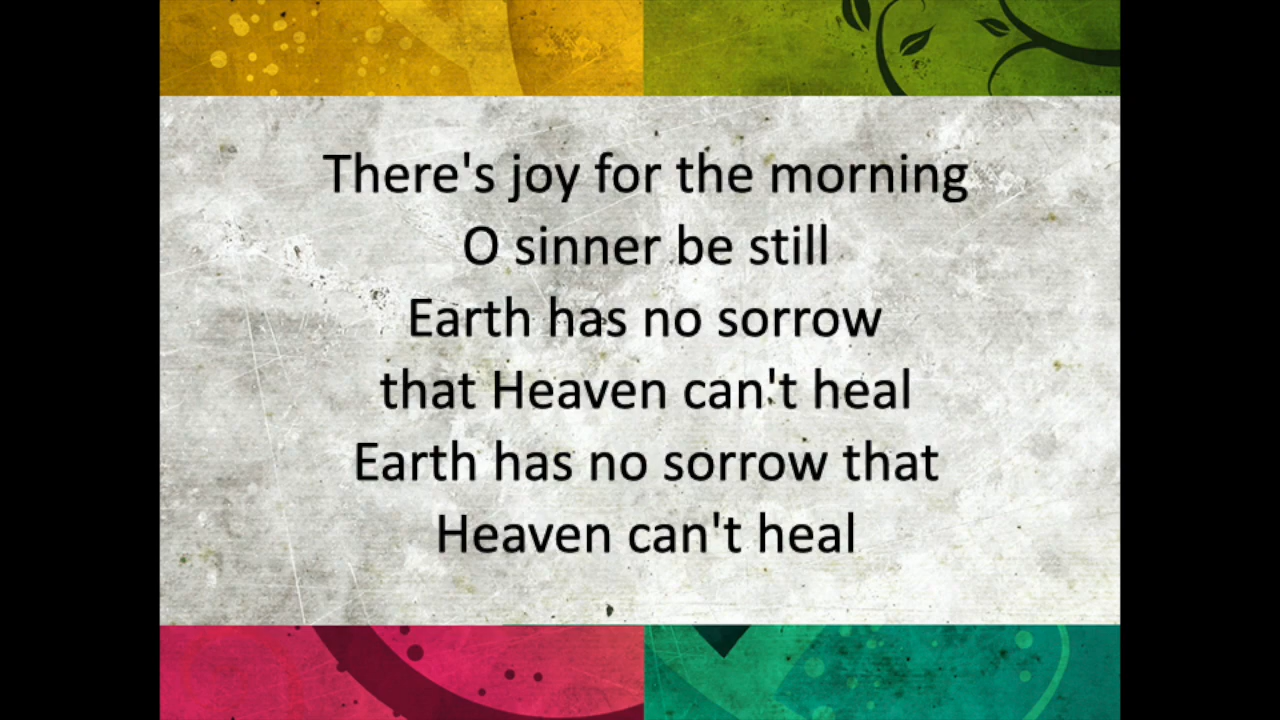 There's joy for the morning
O sinner be still
Earth has no sorrow
that Heaven can't heal
Earth has no sorrow that
Heaven can't heal